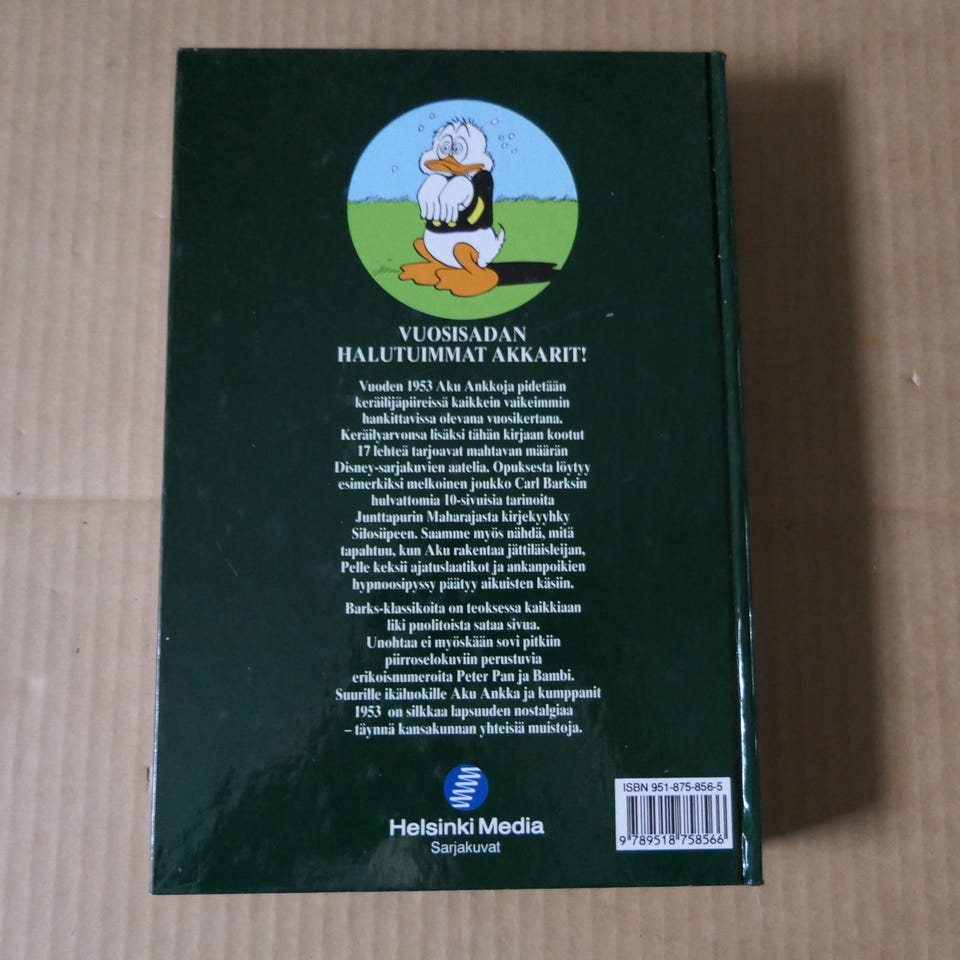 VUOSISADAN
HALUTUIMMAT AKKARIT!
Vuoden 1953 Aku Ankkoja pidetään
keräilijäpiireissä kaikkein vaikeimmin
hankittavissa olevana vuosikertana.
Keräilyarvonsa lisäksi tähän kirjaan kootut
17 lehteä tarjoavat mahtavan määrän
Disney-sarjakuvien aatelia. Opuksesta löytyy
esimerkiksi melkoinen joukko Carl Barksin
hulvattomia 10-sivuisia tarinoita
Junttapurin Maharajasta kirjekyyhky
Silosiipeen. Saamme myös nähdä, mitä
tapahtuu, kun Aku rakentaa jättiläisleijan,
Pelle keksii ajatuslaatikot ja ankanpoikien
hypnoosipyssy päätyy aikuisten käsiin.
Barks-klassikoita on teoksessa kaikkiaan
liki puolitoista sataa sivua.
Unohtaa ei myöskään sovi pitkiin
piirroselokuviin perustuvia
erikoisnumeroita Peter Pan ja Bambi.
Suurille ikäluokille Aku Ankka ja kumppanit
1953 on silkkaa lapsuuden nostalgiaa
– täynnä kansakunnan yhteisiä muistoja.
Helsinki Media
Sarjakuvat
ISBN 951-875-856-5
9 789518 758566